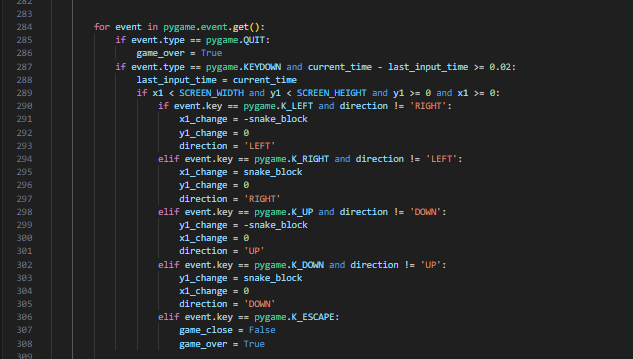 282
283
284 for event in pygame.event.get():
285 if event.type == pygame.QUIT:
286 game_over = True
287 if event.type == pygame.KEYDOWN and current_time - last_input_time >= 0.02:
288 last_input_time = current_time
289 if x1 < SCREEN_WIDTH and y1 < SCREEN_HEIGHT and y1 >= 0 and x1 >= 0:
290 if event.key == pygame.K_LEFT and direction != 'RIGHT':
291 x1_change = -snake_block
292 y1_change = 0
293 direction = 'LEFT'
294 elif event.key == pygame.K_RIGHT and direction != 'LEFT':
295 x1_change = snake_block
296 y1_change = 0
297 direction = 'RIGHT'
298 elif event.key == pygame.K_UP and direction != 'DOWN':
299 y1_change = -snake_block
300 x1_change = 0
301 direction = 'UP'
302 elif event.key == pygame.K_DOWN and direction != 'UP':
303 y1_change = snake_block
304 x1_change = 0
305 direction = 'DOWN'
306 elif event.key == pygame.K_ESCAPE:
307 game_close = False
308 game_over = True
309